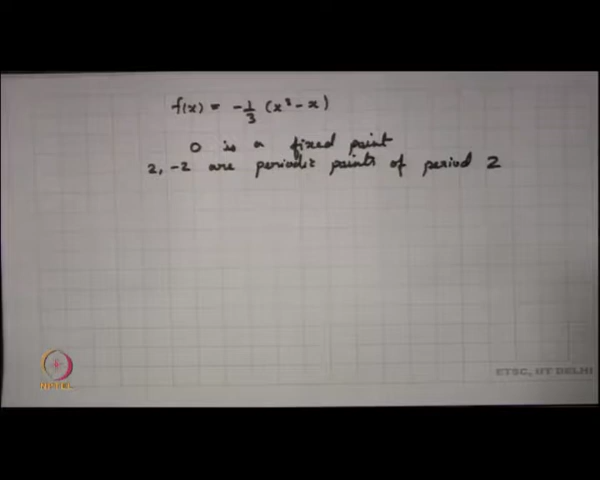 f(x) = -1/3 (x³ - x)
0 is a fixed point
2, -2 are periodic points of period 2
NPTEL
ETSC, IIT DELHI